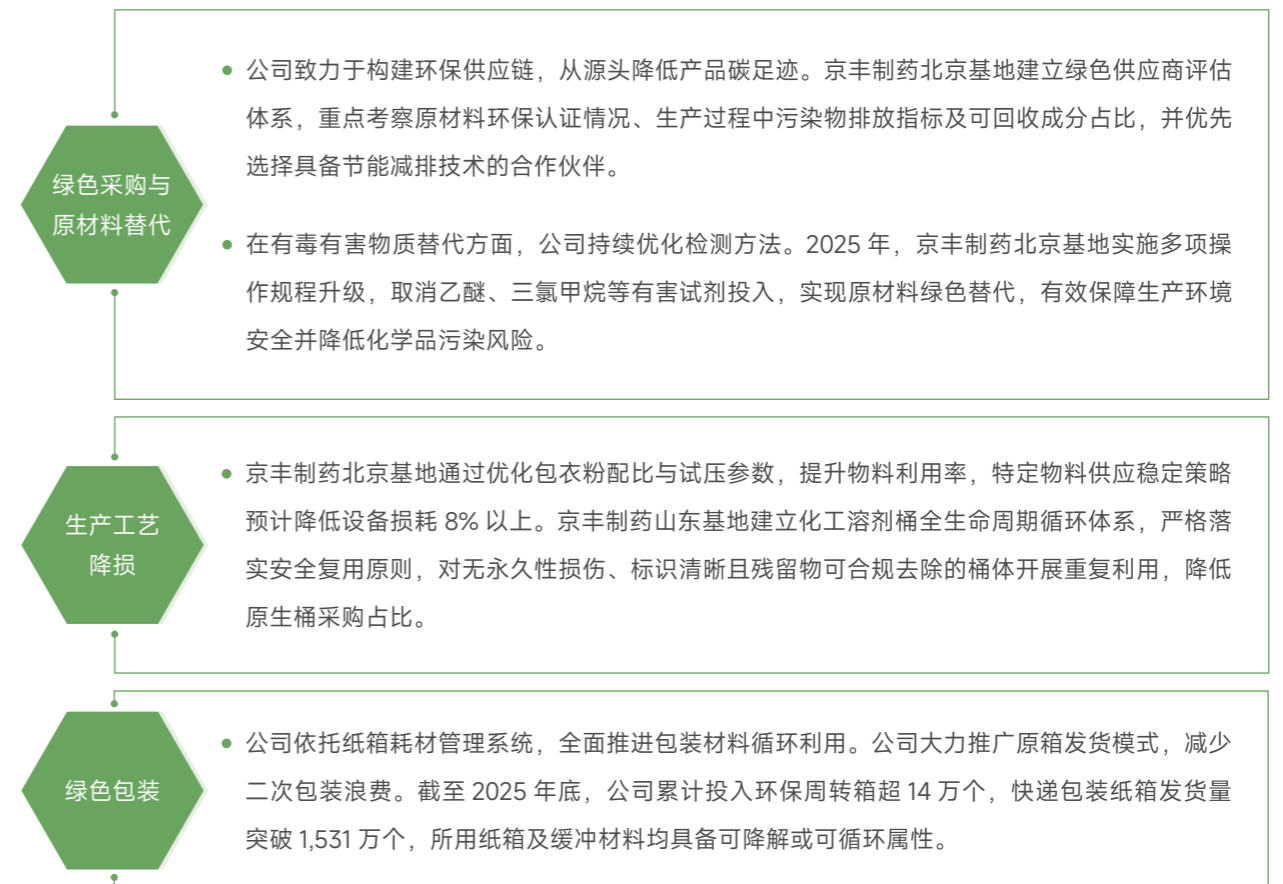 绿色采购与
原材料替代
公司致力于构建环保供应链，从源头降低产品碳足迹。京丰制药北京基地建立绿色供应商评估
体系，重点考察原材料环保认证情况、生产过程中污染物排放指标及可回收成分占比，并优先
选择具备节能减排技术的合作伙伴。
在有毒有害物质替代方面，公司持续优化检测方法。2025 年，京丰制药北京基地实施多项操
作规程升级，取消乙醚、三氯甲烷等有害试剂投入，实现原材料绿色替代，有效保障生产环境
安全并降低化学品污染风险。
生产工艺
降损
京丰制药北京基地通过优化包衣粉配比与试压参数，提升物料利用率，特定物料供应稳定策略
预计降低设备损耗 8% 以上。京丰制药山东基地建立化工溶剂桶全生命周期循环体系，严格落
实安全复用原则，对无永久性损伤、标识清晰且残留物可合规去除的桶体开展重复利用，降低
原生桶采购占比。
绿色包装
公司依托纸箱耗材管理系统，全面推进包装材料循环利用。公司大力推广原箱发货模式，减少
二次包装浪费。截至 2025 年底，公司累计投入环保周转箱超 14 万个，快递包装纸箱发货量
突破 1,531 万个，所用纸箱及缓冲材料均具备可降解或可循环属性。